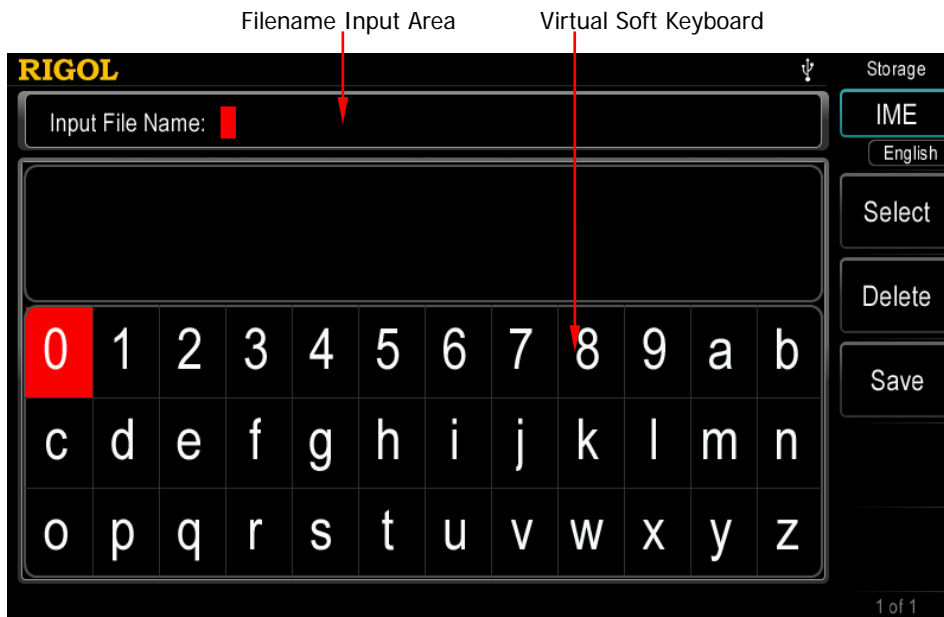 Filename Input Area Virtual Soft Keyboard
RIGOL Storage
Input File Name: IME
English
Select
Delete
0 1 2 3 4 5 6 7 8 9 a b
Save
c d e f g h i j k l m n
o p q r s t u v w x y z
1 of 1